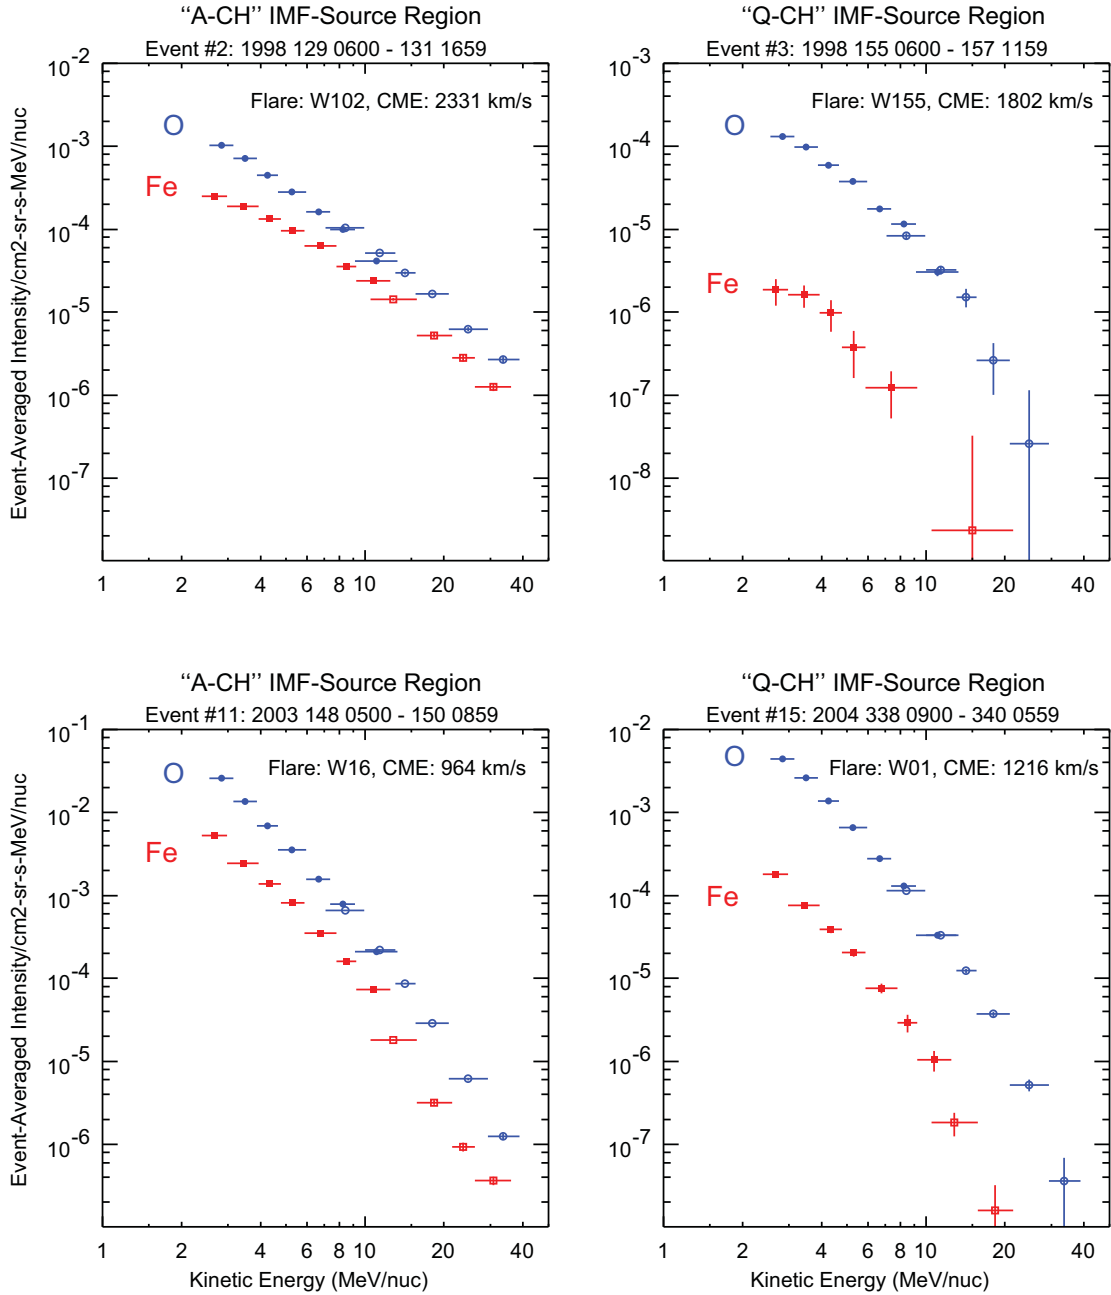 “A-CH” IMF-Source Region
Event #2: 1998 129 0600 - 131 1659
Flare: W102, CME: 2331 km/s
O
Fe
10-2
10-3
10-4
10-5
10-6
10-7
1 2 4 6 8 10 20 40
Event-Averaged Intensity/cm2-sr-s-MeV/nuc
“Q-CH” IMF-Source Region
Event #3: 1998 155 0600 - 157 1159
Flare: W155, CME: 1802 km/s
O
Fe
10-3
10-4
10-5
10-6
10-7
10-8
1 2 4 6 8 10 20 40
“A-CH” IMF-Source Region
Event #11: 2003 148 0500 - 150 0859
Flare: W16, CME: 964 km/s
O
Fe
10-1
10-2
10-3
10-4
10-5
10-6
1 2 4 6 8 10 20 40
Kinetic Energy (MeV/nuc)
Event-Averaged Intensity/cm2-sr-s-MeV/nuc
“Q-CH” IMF-Source Region
Event #15: 2004 338 0900 - 340 0559
Flare: W01, CME: 1216 km/s
O
Fe
10-2
10-3
10-4
10-5
10-6
10-7
1 2 4 6 8 10 20 40
Kinetic Energy (MeV/nuc)